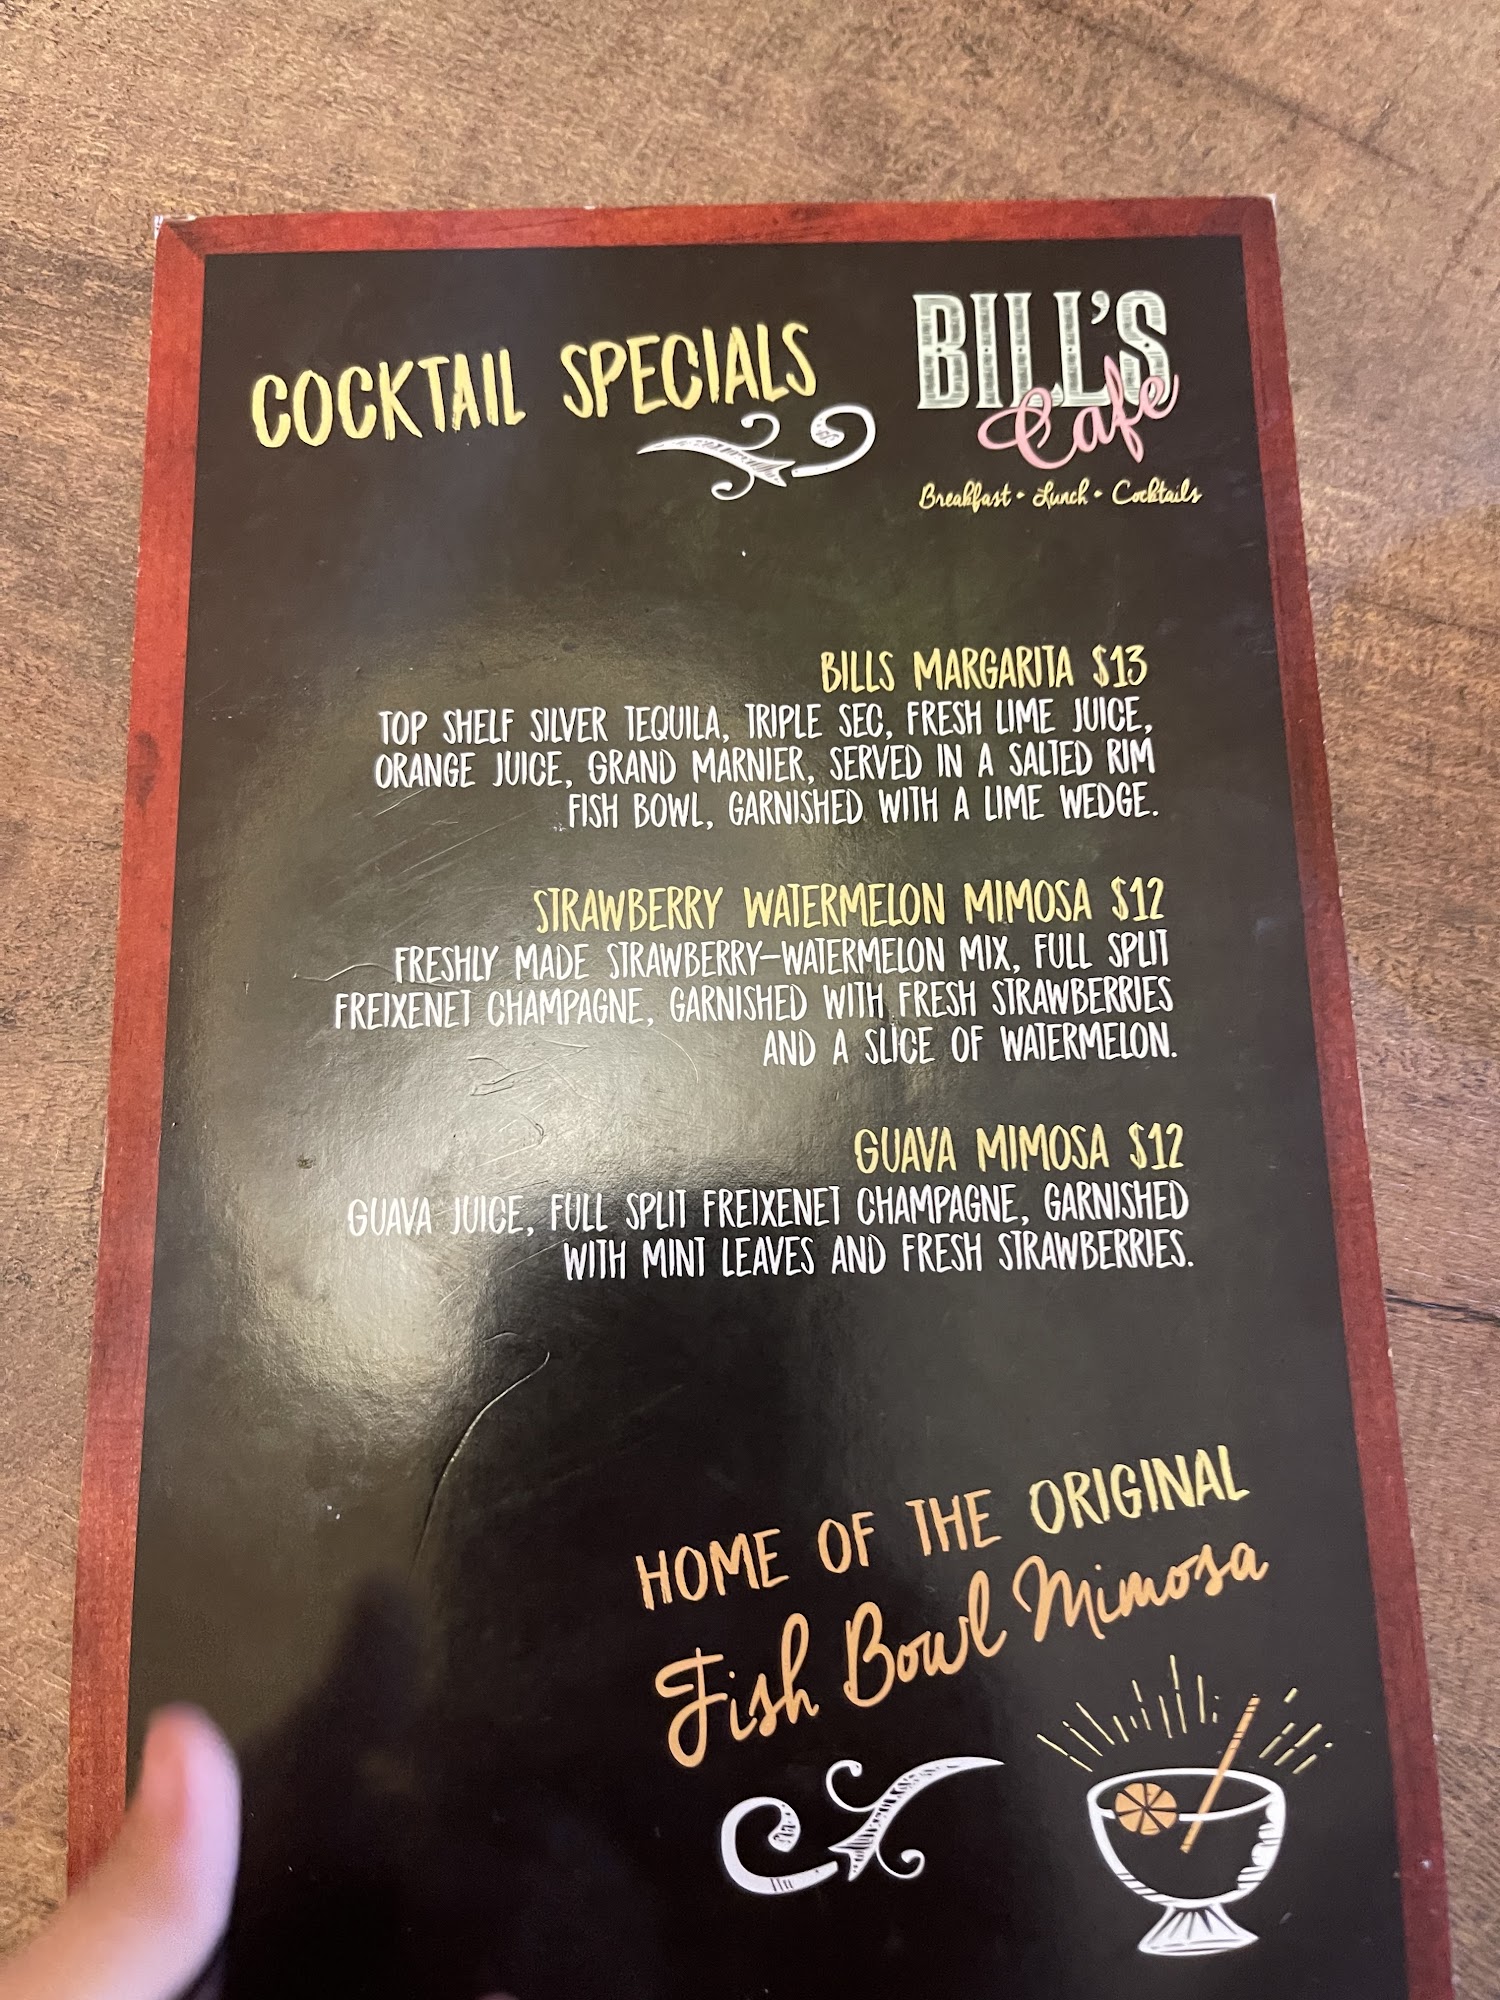 COCKTAIL SPECIALS
BILL'S
Cafe
Breakfast • Lunch • Cocktails
BILLS MARGARITA $13
TOP SHELF SILVER TEQUILA, TRIPLE SEC, FRESH LIME JUICE,
ORANGE JUICE, GRAND MARNIER, SERVED IN A SALTED RIM
FISH BOWL, GARNISHED WITH A LIME WEDGE.
STRAWBERRY WATERMELON MIMOSA $12
FRESHLY MADE STRAWBERRY-WATERMELON MIX, FULL SPLIT
FREIXENET CHAMPAGNE, GARNISHED WITH FRESH STRAWBERRIES
AND A SLICE OF WATERMELON.
GUAVA MIMOSA $12
GUAVA JUICE, FULL SPLIT FREIXENET CHAMPAGNE, GARNISHED
WITH MINT LEAVES AND FRESH STRAWBERRIES.
HOME OF THE ORIGINAL
Fish Bowl Mimosa